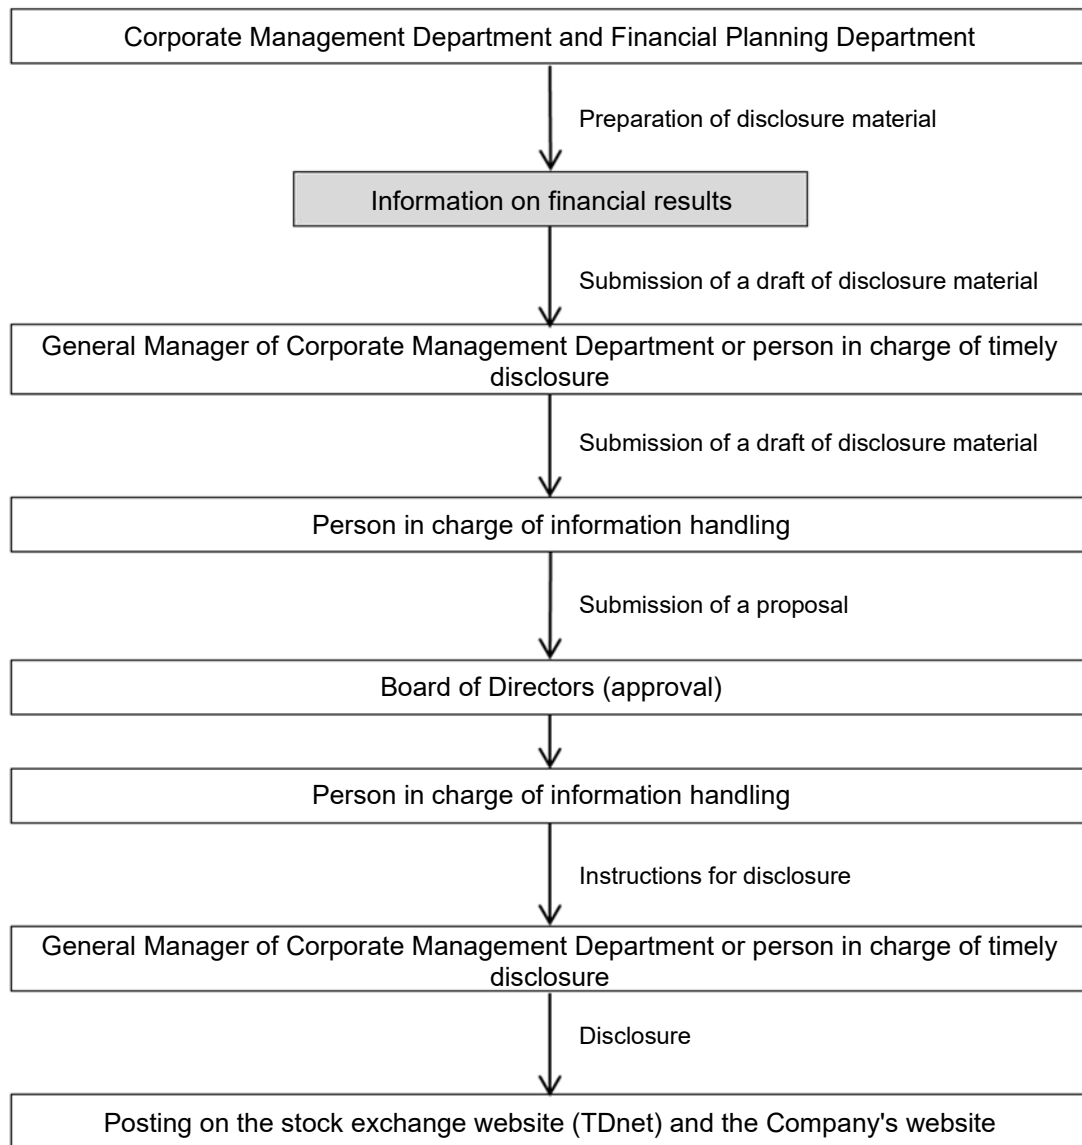 Corporate Management Department and Financial Planning Department
Preparation of disclosure material
Information on financial results
Submission of a draft of disclosure material
General Manager of Corporate Management Department or person in charge of timely
disclosure
Submission of a draft of disclosure material
Person in charge of information handling
Submission of a proposal
Board of Directors (approval)
Person in charge of information handling
Instructions for disclosure
General Manager of Corporate Management Department or person in charge of timely
disclosure
Disclosure
Posting on the stock exchange website (TDnet) and the Company's website